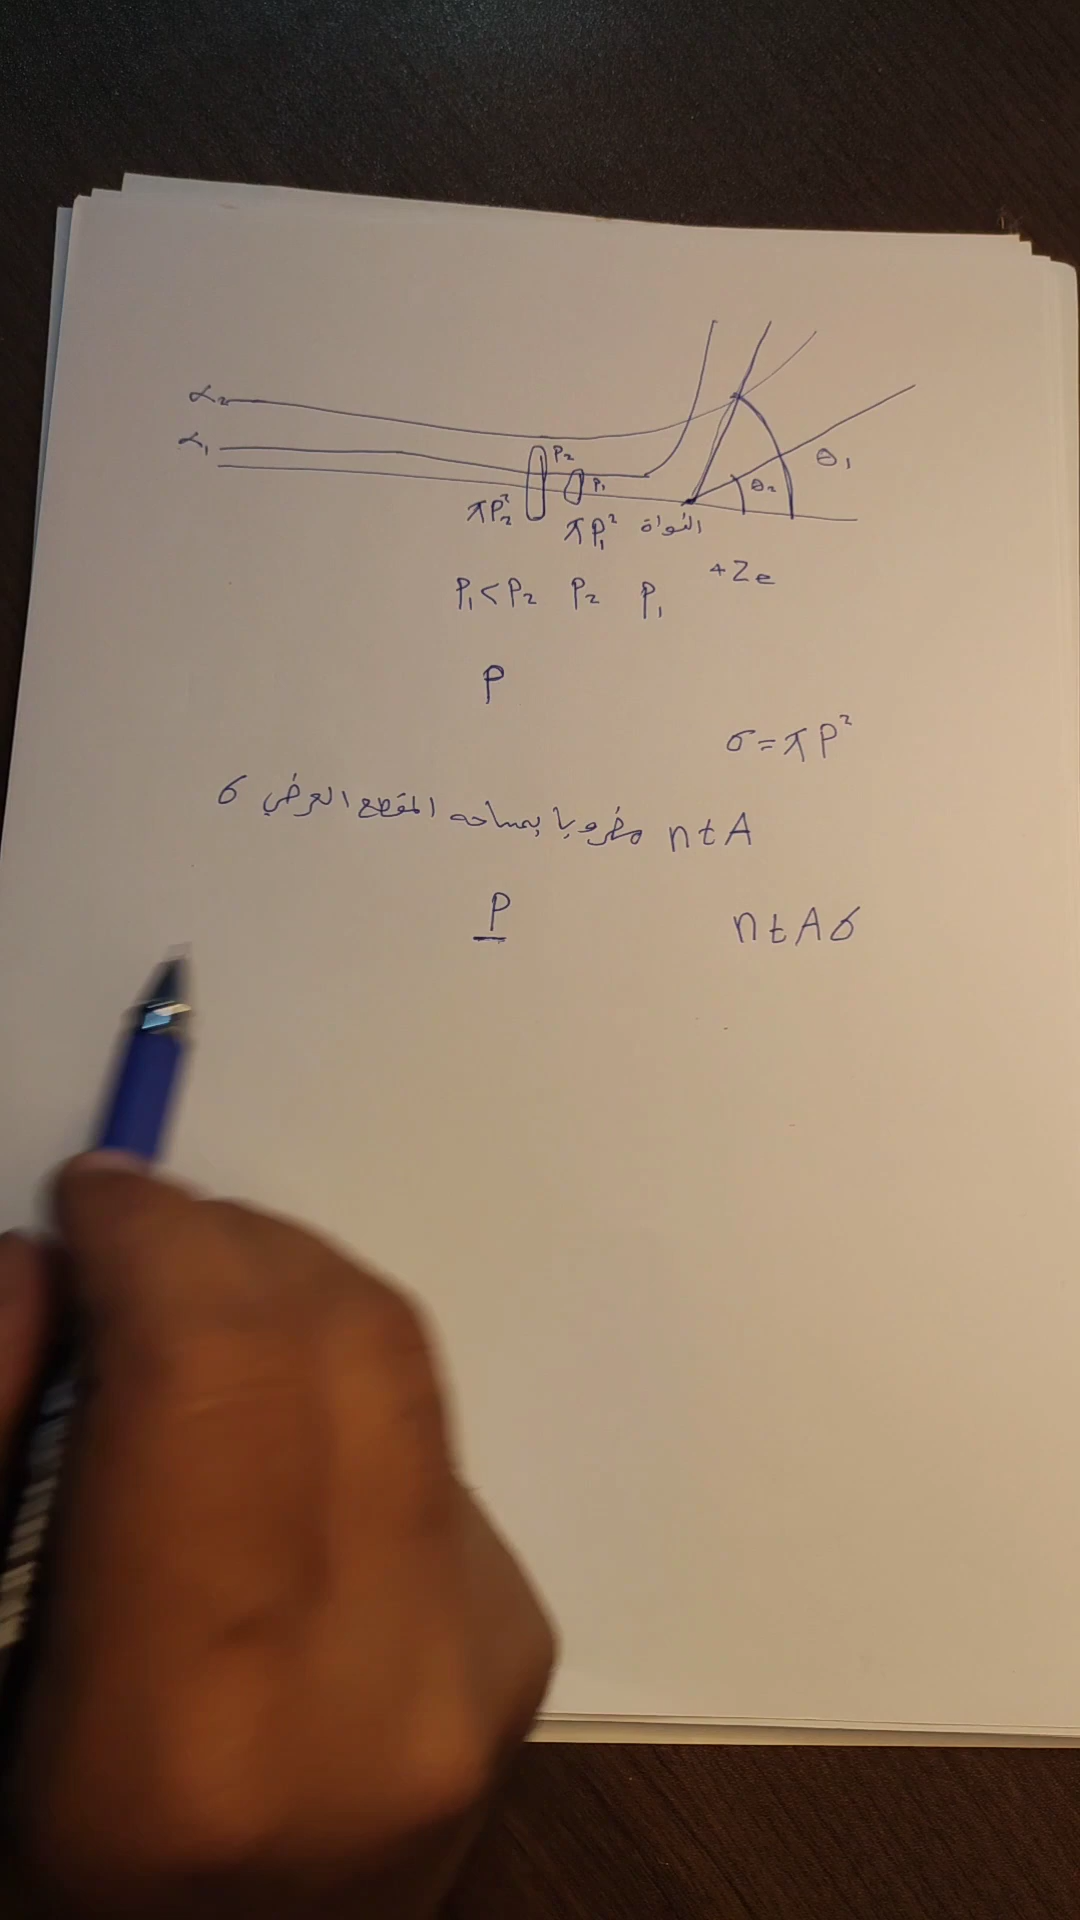 α₂
α₁
P₂
P₁
θ₁
θ₂
πP₂²
πP₁²
النواة
+Ze
P₁<P₂ P₂ P₁
P
σ=πP²
ntA مضروبا بمساحه المقطع العرضي σ
P
ntAσ